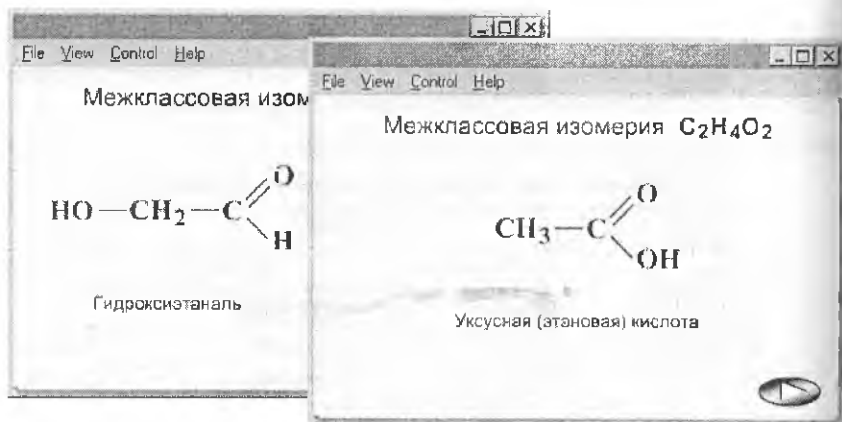 File View Control Help
Межклассовая изом
HO—CH₂—C
O
H
Гидроксиэтаналь
File View Control Help
Межклассовая изомерия C₂H₄O₂
CH₃—C
O
OH
Уксусная (этановая) кислота